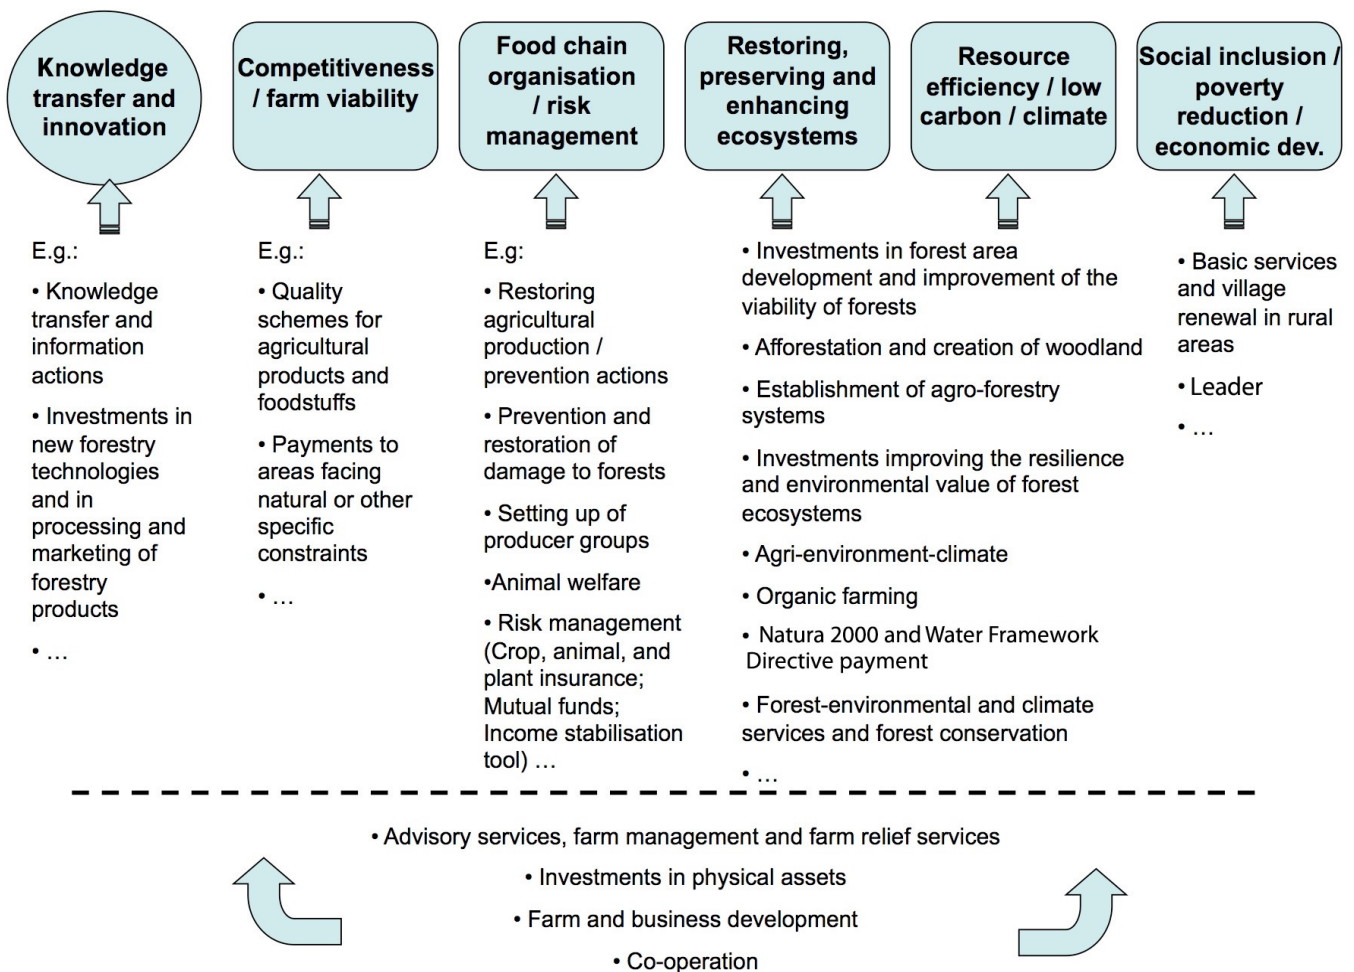 Knowledge
transfer and
innovation
Competitiveness
/ farm viability
Food chain
organisation
/ risk
management
Restoring,
preserving and
enhancing
ecosystems
Resource
efficiency / low
carbon / climate
Social inclusion /
poverty
reduction /
economic dev.
E.g.:
• Knowledge
transfer and
information
actions
• Investments in
new forestry
technologies
and in
processing and
marketing of
forestry
products
• …
E.g.:
• Quality
schemes for
agricultural
products and
foodstuffs
• Payments to
areas facing
natural or other
specific
constraints
• …
E.g:
• Restoring
agricultural
production /
prevention actions
• Prevention and
restoration of
damage to forests
• Setting up of
producer groups
•Animal welfare
• Risk management
(Crop, animal, and
plant insurance;
Mutual funds;
Income stabilisation
tool) …
• Investments in forest area
development and improvement of the
viability of forests
• Afforestation and creation of woodland
• Establishment of agro-forestry
systems
• Investments improving the resilience
and environmental value of forest
ecosystems
• Agri-environment-climate
• Organic farming
• Natura 2000 and Water Framework
Directive payment
• Forest-environmental and climate
services and forest conservation
• …
• Basic services
and village
renewal in rural
areas
• Leader
• …
• Advisory services, farm management and farm relief services
• Investments in physical assets
• Farm and business development
• Co-operation